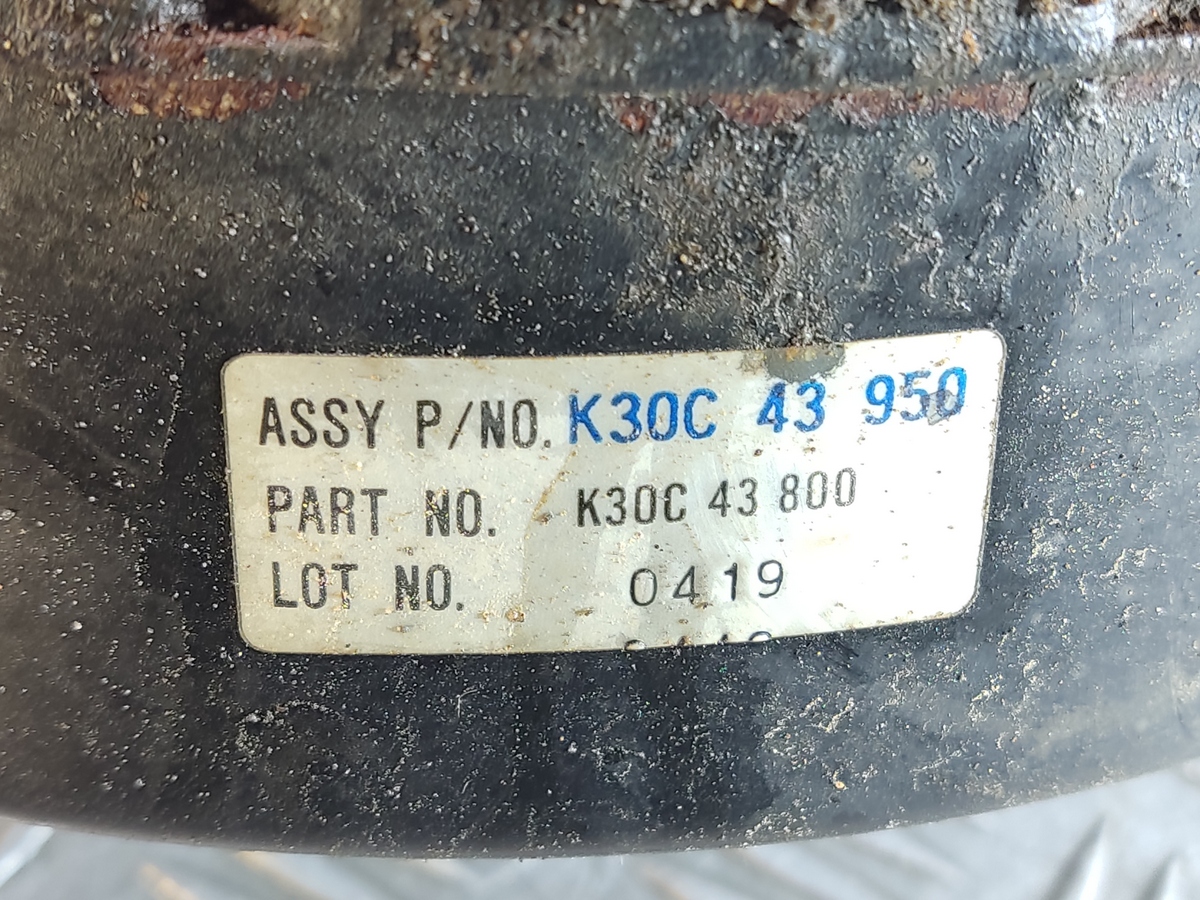 ASSY P/NO. K30C 43 950
PART NO. K30C 43 800
LOT NO. 0419